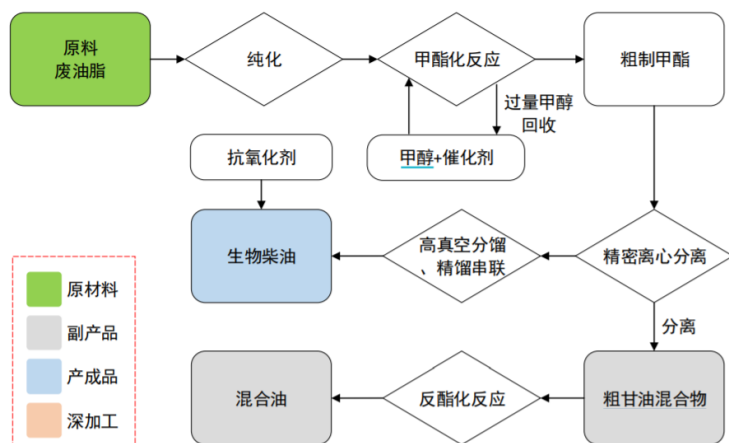 原料
废油脂
纯化
甲酯化反应
粗制甲酯
过量甲醇
回收
抗氧化剂
甲醇+催化剂
生物柴油
高真空分馏
、精馏串联
精密离心分离
分离
混合油
反酯化反应
粗甘油混合物
原材料
副产品
产成品
深加工